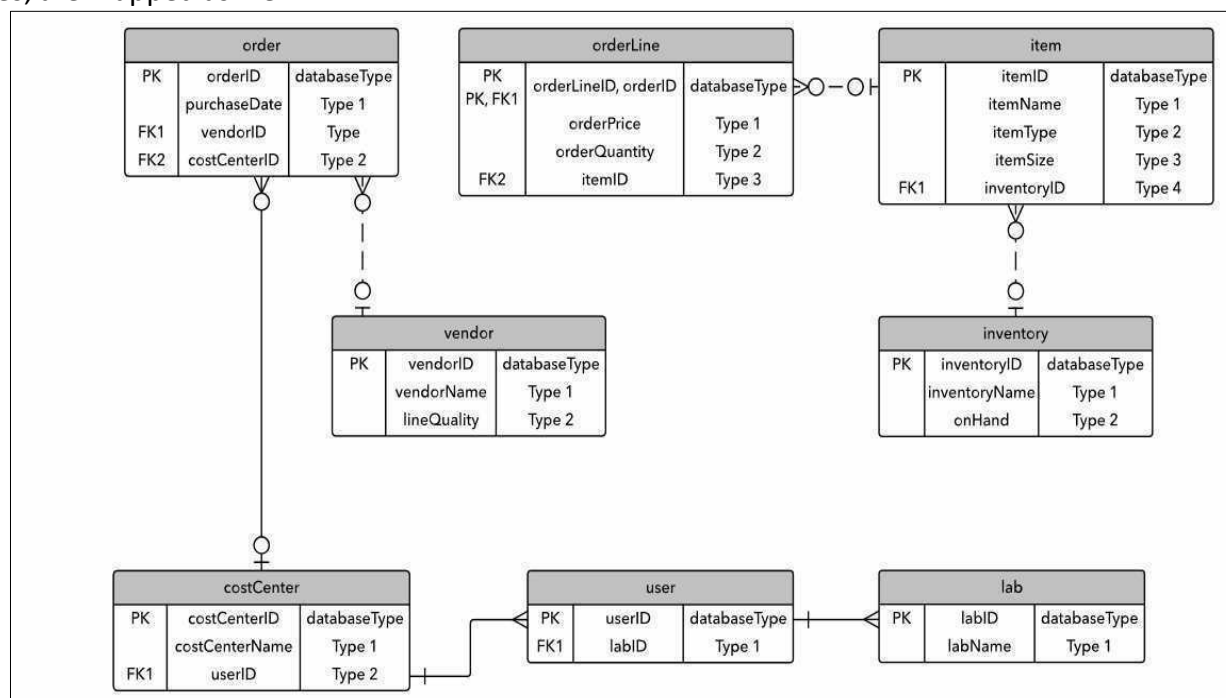 order
PK orderID databaseType
purchaseDate Type 1
FK1 vendorID Type
FK2 costCenterID Type 2
orderLine
PK
PK, FK1 orderLineID, orderID databaseType
orderPrice Type 1
orderQuantity Type 2
FK2 itemID Type 3
item
PK itemID databaseType
itemName Type 1
itemType Type 2
itemSize Type 3
FK1 inventoryID Type 4
vendor
PK vendorID databaseType
vendorName Type 1
lineQuality Type 2
inventory
PK inventoryID databaseType
inventoryName Type 1
onHand Type 2
costCenter
PK costCenterID databaseType
costCenterName Type 1
FK1 userID Type 2
user
PK userID databaseType
FK1 labID Type 1
lab
PK labID databaseType
labName Type 1